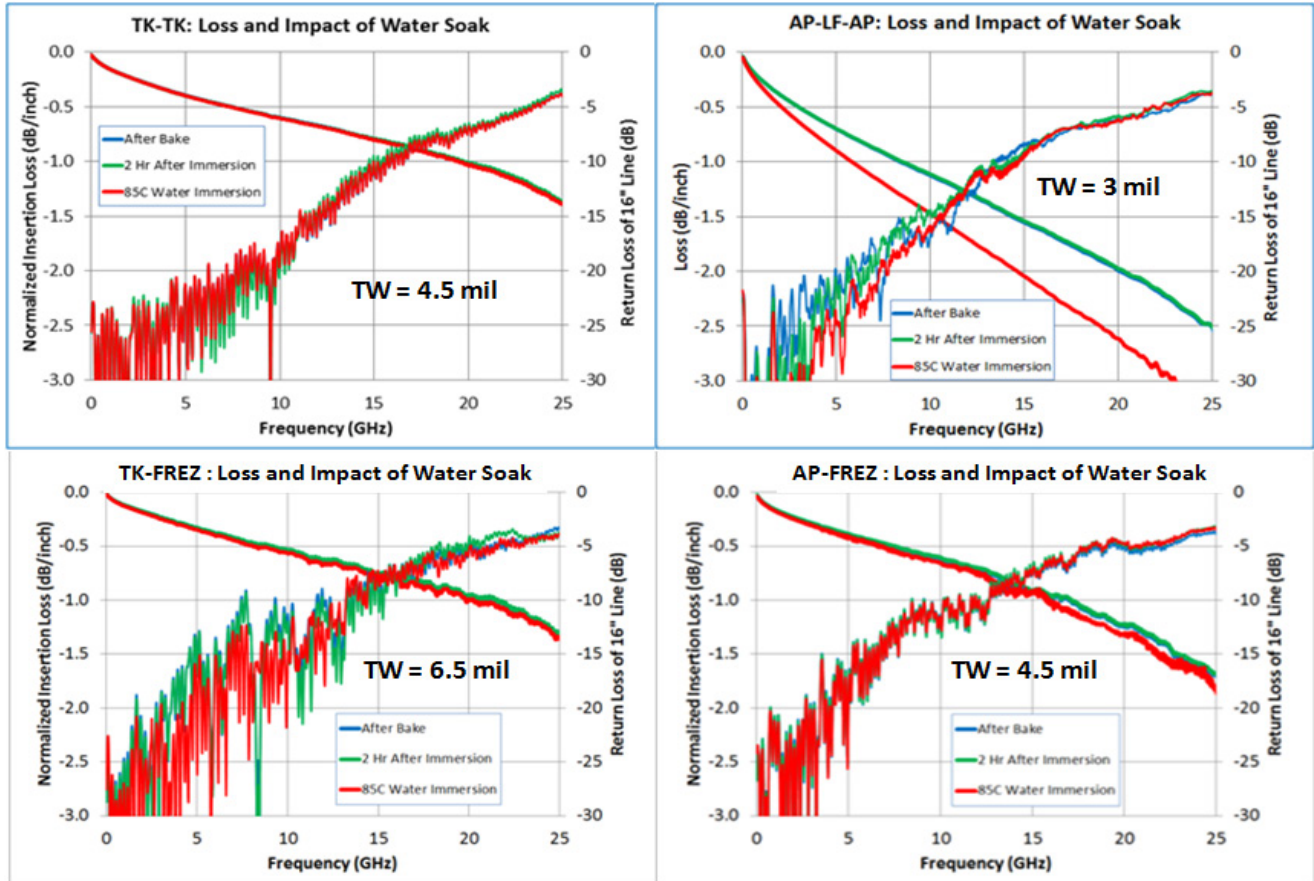 TK-TK: Loss and Impact of Water Soak
0.0
-0.5
-1.0
-1.5
-2.0
-2.5
-3.0
Normalized Insertion Loss (dB/inch)
After Bake
2 Hr After Immersion
85C Water Immersion
TW = 4.5 mil
0
-5
-10
-15
-20
-25
-30
Return Loss of 16" Line (dB)
0 5 10 15 20 25
Frequency (GHz)
AP-LF-AP: Loss and Impact of Water Soak
0.0
-0.5
-1.0
-1.5
-2.0
-2.5
-3.0
Loss (dB/inch)
TW = 3 mil
After Bake
2 Hr After Immersion
85C Water Immersion
0
-5
-10
-15
-20
-25
-30
Return Loss of 16" Line (dB)
0 5 10 15 20 25
Frequency (GHz)
TK-FREZ : Loss and Impact of Water Soak
0.0
-0.5
-1.0
-1.5
-2.0
-2.5
-3.0
Normalized Insertion Loss (dB/inch)
TW = 6.5 mil
After Bake
2 Hr After Immersion
85C Water Immersion
0
-5
-10
-15
-20
-25
-30
Return Loss of 16" Line (dB)
0 5 10 15 20 25
Frequency (GHz)
AP-FREZ : Loss and Impact of Water Soak
0.0
-0.5
-1.0
-1.5
-2.0
-2.5
-3.0
Normalized Insertion Loss (dB/inch)
TW = 4.5 mil
After Bake
2 Hr After Immersion
85C Water Immersion
0
-5
-10
-15
-20
-25
-30
Return Loss of 16" Line (dB)
0 5 10 15 20 25
Frequency (GHz)